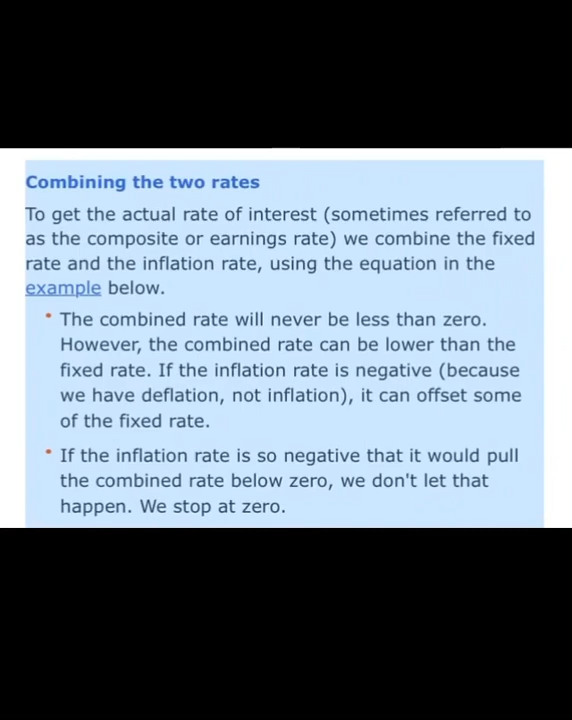 Combining the two rates
To get the actual rate of interest (sometimes referred to
as the composite or earnings rate) we combine the fixed
rate and the inflation rate, using the equation in the
example below.
• The combined rate will never be less than zero.
However, the combined rate can be lower than the
fixed rate. If the inflation rate is negative (because
we have deflation, not inflation), it can offset some
of the fixed rate.
• If the inflation rate is so negative that it would pull
the combined rate below zero, we don't let that
happen. We stop at zero.